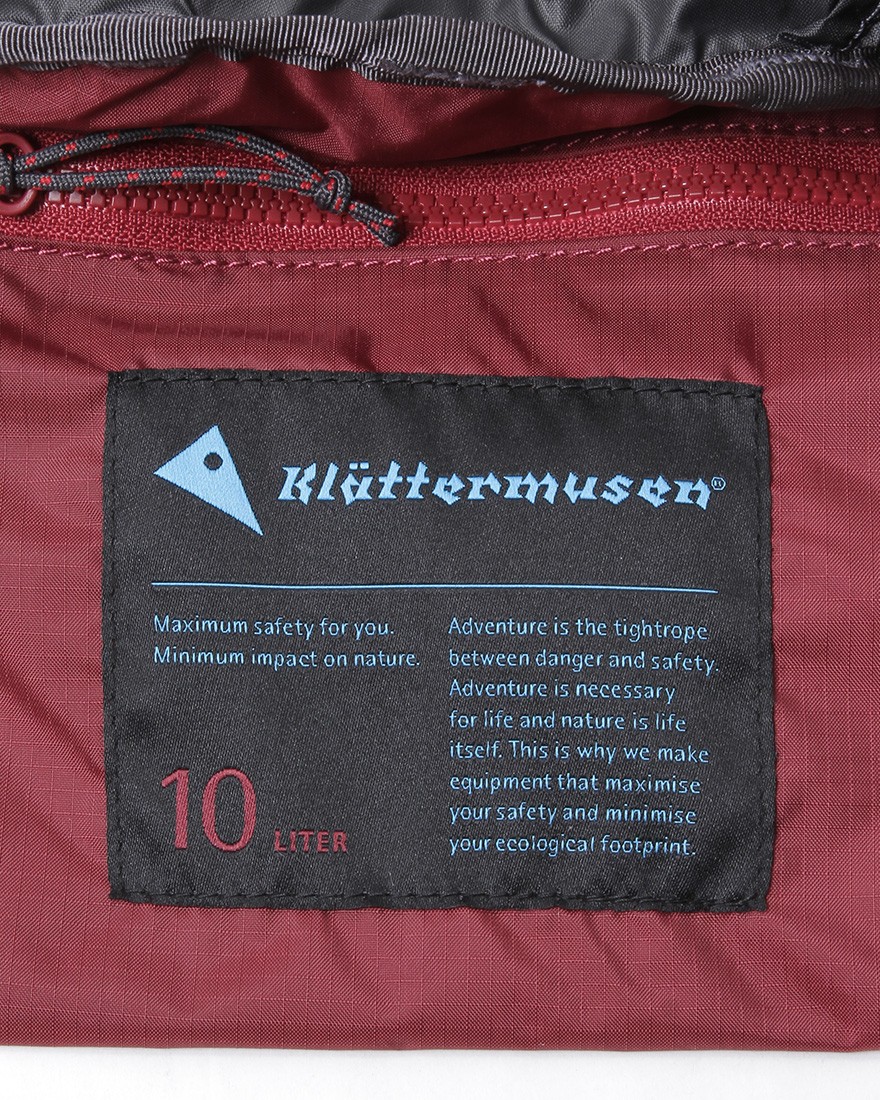 Klättermusen®
Maximum safety for you.
Minimum impact on nature.
Adventure is the tightrope
between danger and safety.
Adventure is necessary
for life and nature is life
itself. This is why we make
equipment that maximise
your safety and minimise
your ecological footprint.
10 LITER